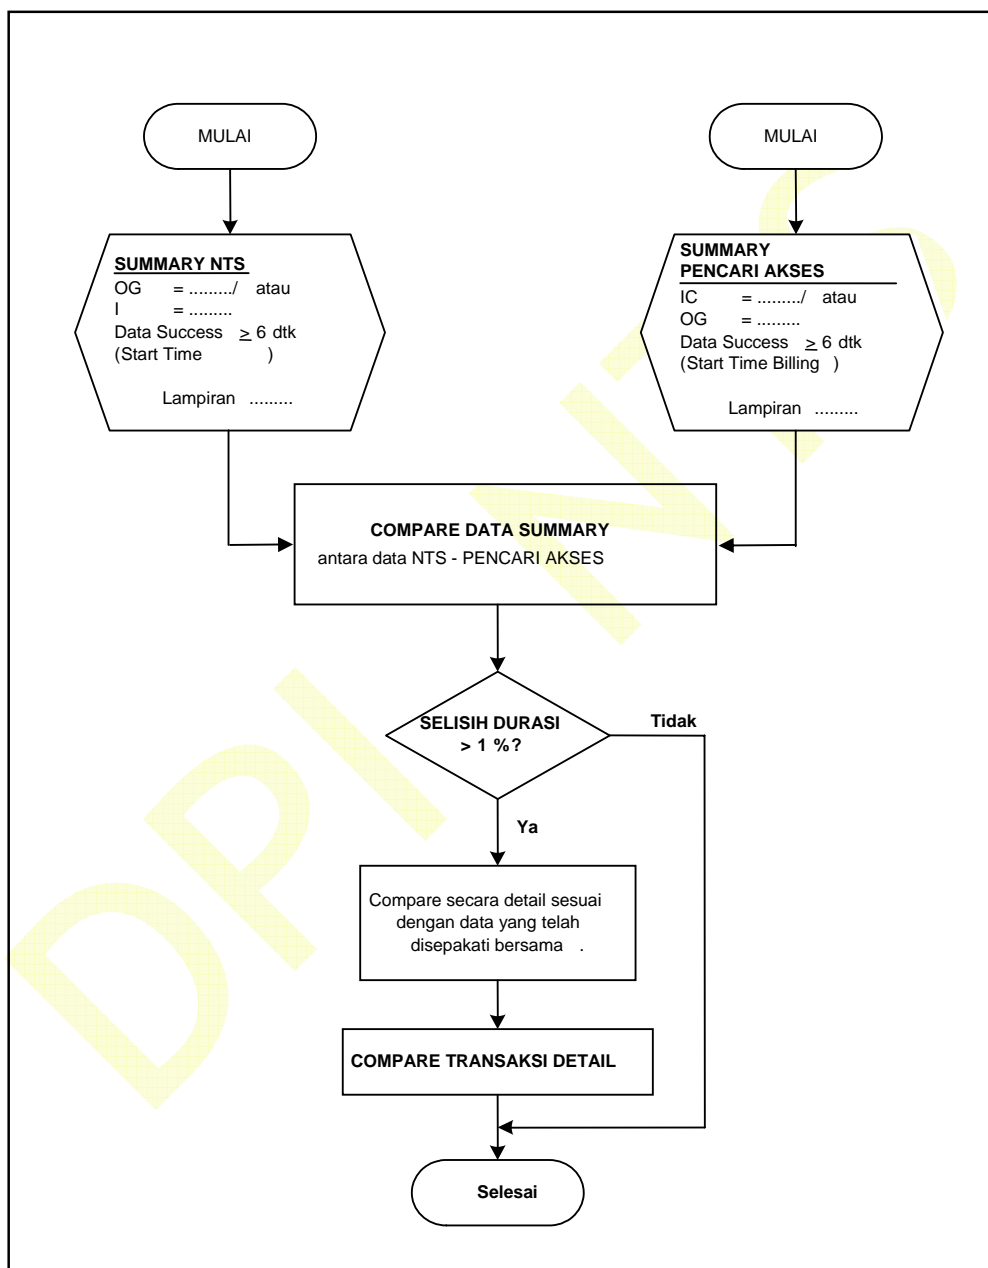 MULAI
MULAI
SUMMARY NTS
OG = ........./ atau
I = .........
Data Success ≥ 6 dtk
(Start Time )
Lampiran .........
SUMMARY
PENCARI AKSES
IC = ........./ atau
OG = .........
Data Success ≥ 6 dtk
(Start Time Billing )
Lampiran .........
COMPARE DATA SUMMARY
antara data NTS - PENCARI AKSES
SELISIH DURASI
> 1 %?
Tidak
Ya
Compare secara detail sesuai
dengan data yang telah
disepakati bersama .
COMPARE TRANSAKSI DETAIL
Selesai
DPI NTS